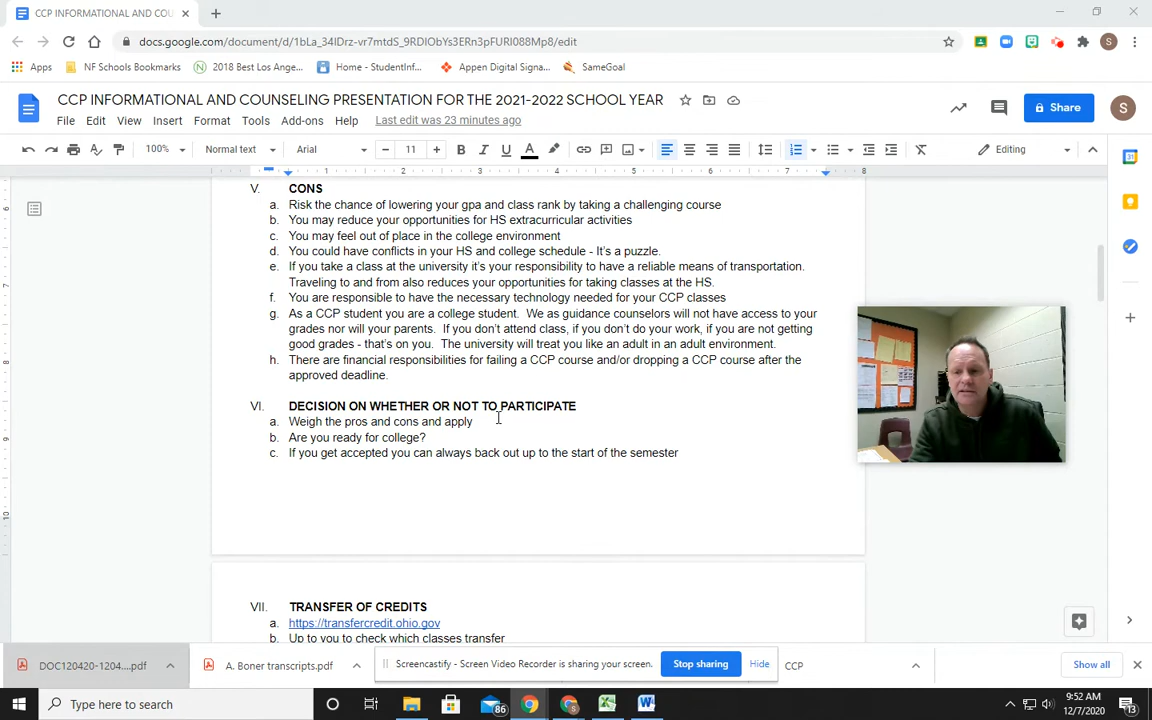 CCP INFORMATIONAL AND COU
docs.google.com/document/d/1bLa_34IDrz-vr7mtdS_9RDIObYs3ERn3pFURI088Mp8/edit
S
Apps
NF Schools Bookmarks
2018 Best Los Ange...
Home - StudentInf...
Appen Digital Signa...
SameGoal
CCP INFORMATIONAL AND COUNSELING PRESENTATION FOR THE 2021-2022 SCHOOL YEAR
Share
S
File Edit View Insert Format Tools Add-ons Help Last edit was 23 minutes ago
100% Normal text Arial 11 B I U A Editing
1 2 3 4 5 6 7 8
V. CONS
a. Risk the chance of lowering your gpa and class rank by taking a challenging course
b. You may reduce your opportunities for HS extracurricular activities
c. You may feel out of place in the college environment
d. You could have conflicts in your HS and college schedule - It's a puzzle.
e. If you take a class at the university it's your responsibility to have a reliable means of transportation.
Traveling to and from also reduces your opportunities for taking classes at the HS.
f. You are responsible to have the necessary technology needed for your CCP classes
g. As a CCP student you are a college student. We as guidance counselors will not have access to your
grades nor will your parents. If you don't attend class, if you don't do your work, if you are not getting
good grades - that's on you. The university will treat you like an adult in an adult environment.
h. There are financial responsibilities for failing a CCP course and/or dropping a CCP course after the
approved deadline.
VI. DECISION ON WHETHER OR NOT TO PARTICIPATE
a. Weigh the pros and cons and apply
b. Are you ready for college?
c. If you get accepted you can always back out up to the start of the semester
VII. TRANSFER OF CREDITS
a. https://transfercredit.ohio.gov
b. Up to you to check which classes transfer
DOC120420-1204....pdf
A. Boner transcripts.pdf
Screencastify - Screen Video Recorder is sharing your screen.
Stop sharing
Hide
CCP
Show all
Type here to search
86
9:52 AM
12/7/2020
13